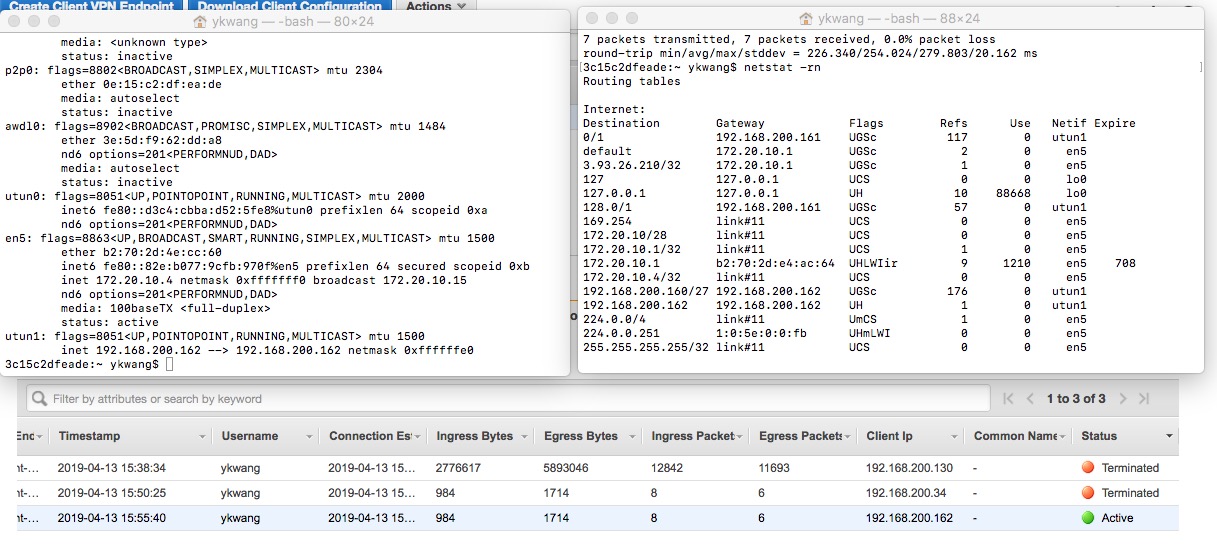 Create Client VPN Endpoint Download Client Configuration Actions
ykwang — -bash — 80×24
media: <unknown type>
status: inactive
p2p0: flags=8802<BROADCAST,SIMPLEX,MULTICAST> mtu 2304
ether 0e:15:c2:df:ea:de
media: autoselect
status: inactive
awdl0: flags=8902<BROADCAST,PROMISC,SIMPLEX,MULTICAST> mtu 1484
ether 3e:5d:f9:62:dd:a8
nd6 options=201<PERFORMNUD,DAD>
media: autoselect
status: inactive
utun0: flags=8051<UP,POINTOPOINT,RUNNING,MULTICAST> mtu 2000
inet6 fe80::d3c4:cbba:d52:5fe8%utun0 prefixlen 64 scopeid 0xa
nd6 options=201<PERFORMNUD,DAD>
en5: flags=8863<UP,BROADCAST,SMART,RUNNING,SIMPLEX,MULTICAST> mtu 1500
ether b2:70:2d:4e:cc:60
inet6 fe80::82e:b077:9cfb:970f%en5 prefixlen 64 secured scopeid 0xb
inet 172.20.10.4 netmask 0xfffffff0 broadcast 172.20.10.15
nd6 options=201<PERFORMNUD,DAD>
media: 100baseTX <full-duplex>
status: active
utun1: flags=8051<UP,POINTOPOINT,RUNNING,MULTICAST> mtu 1500
inet 192.168.200.162 --> 192.168.200.162 netmask 0xffffffe0
3c15c2dfeade:~ ykwang$
ykwang — -bash — 88×24
7 packets transmitted, 7 packets received, 0.0% packet loss
round-trip min/avg/max/stddev = 226.340/254.024/279.803/20.162 ms
[3c15c2dfeade:~ ykwang$ netstat -rn ]
Routing tables
Internet:
Destination Gateway Flags Refs Use Netif Expire
0/1 192.168.200.161 UGSc 117 0 utun1
default 172.20.10.1 UGSc 2 0 en5
3.93.26.210/32 172.20.10.1 UGSc 1 0 en5
127 127.0.0.1 UCS 0 0 lo0
127.0.0.1 127.0.0.1 UH 10 88668 lo0
128.0/1 192.168.200.161 UGSc 57 0 utun1
169.254 link#11 UCS 0 0 en5
172.20.10/28 link#11 UCS 0 0 en5
172.20.10.1/32 link#11 UCS 1 0 en5
172.20.10.1 b2:70:2d:e4:ac:64 UHLWIir 9 1210 en5 708
172.20.10.4/32 link#11 UCS 0 0 en5
192.168.200.160/27 192.168.200.162 UGSc 176 0 utun1
192.168.200.162 192.168.200.162 UH 1 0 utun1
224.0.0/4 link#11 UmCS 1 0 en5
224.0.0.251 1:0:5e:0:0:fb UHmLWI 0 0 en5
255.255.255.255/32 link#11 UCS 0 0 en5
Filter by attributes or search by keyword 1 to 3 of 3
Enc Timestamp Username Connection Es Ingress Bytes Egress Bytes Ingress Packet Egress Packets Client Ip Common Name Status
nt-... 2019-04-13 15:38:34 ykwang 2019-04-13 15... 2776617 5893046 12842 11693 192.168.200.130 - Terminated
nt-... 2019-04-13 15:50:25 ykwang 2019-04-13 15... 984 1714 8 6 192.168.200.34 - Terminated
nt-... 2019-04-13 15:55:40 ykwang 2019-04-13 15... 984 1714 8 6 192.168.200.162 - Active